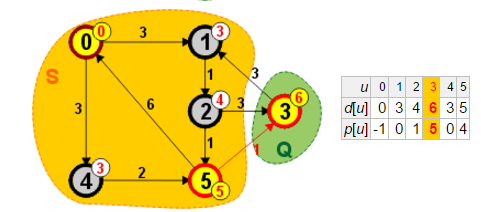 0 0 3 1 3
S
3 6 1 3
2 4 3 3 6
1
1 Q
4 3 2 5 5
u 0 1 2 3 4 5
d[u] 0 3 4 6 3 5
p[u] -1 0 1 5 0 4